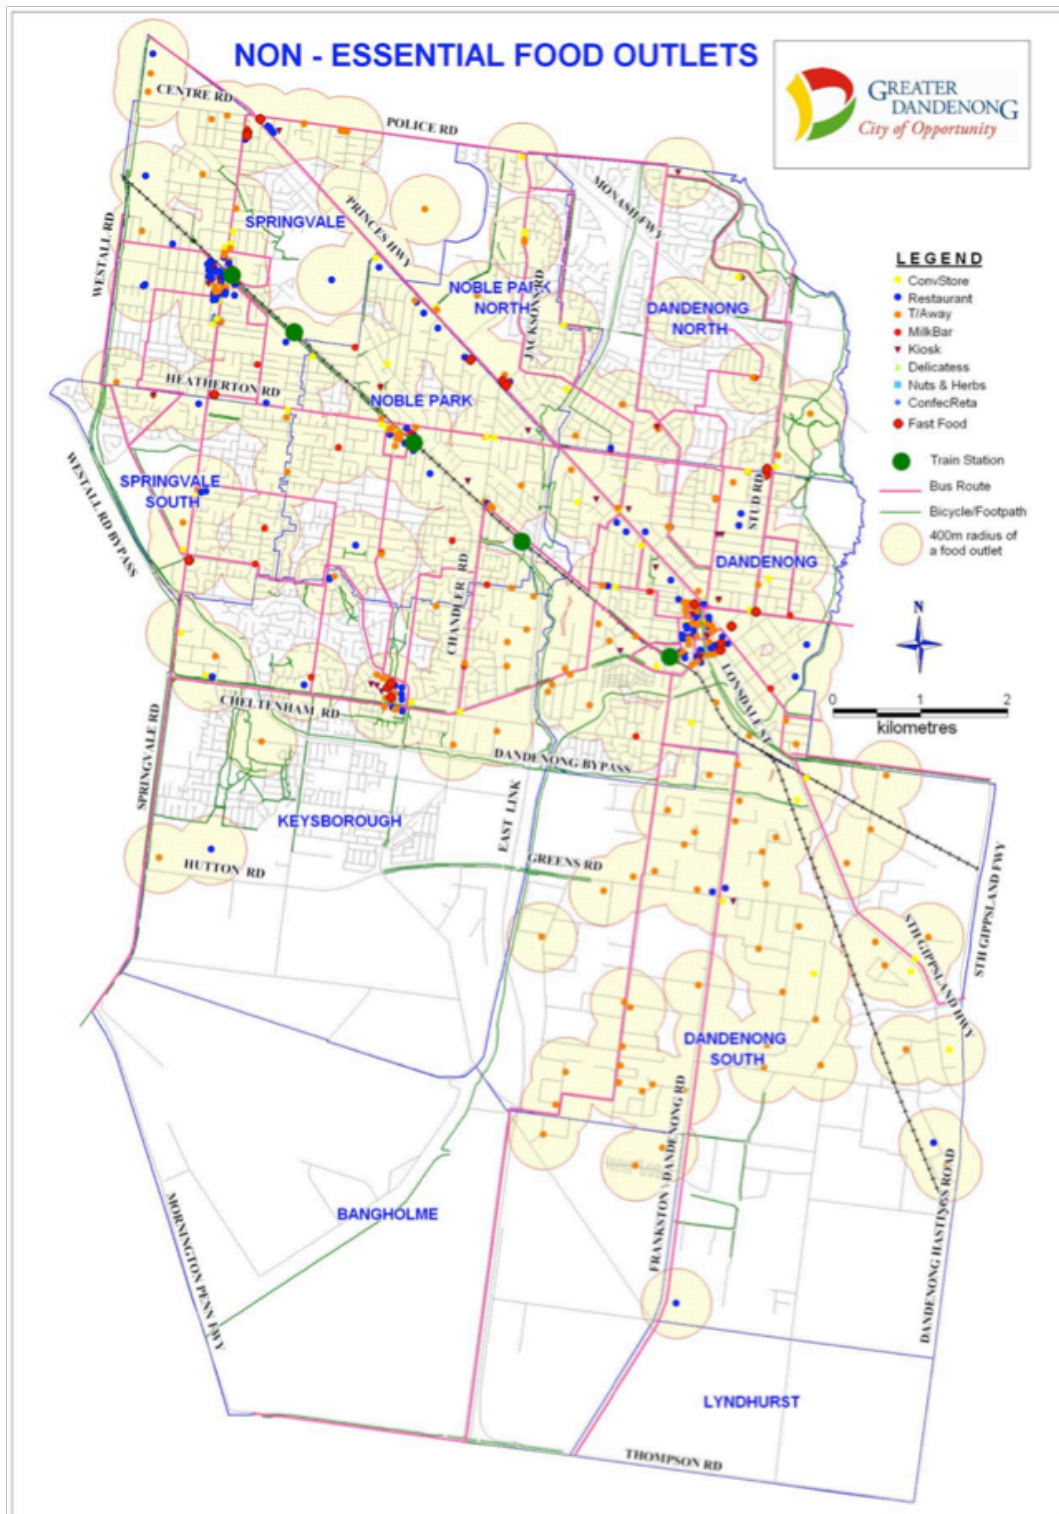 NON - ESSENTIAL FOOD OUTLETS
GREATER
DANDENONG
City of Opportunity
CENTRE RD
POLICE RD
MONASH FWY
SPRINGVALE
PRINCES HWY
WESTALL RD
NOBLE PARK
NORTH
JACKSONS RD
DANDENONG
NORTH
LEGEND
ConvStore
Restaurant
T/Away
MilkBar
Kiosk
Delicatess
Nuts & Herbs
ConfecReta
Fast Food
Train Station
Bus Route
Bicycle/Footpath
400m radius of
a food outlet
HEATHERTON RD
NOBLE PARK
SPRINGVALE
SOUTH
WESTALL RD BYPASS
STUD RD
DANDENONG
CHANDLER RD
N
LONSDALE ST
0 1 2
kilometres
CHELTENHAM RD
SPRINGVALE RD
DANDENONG BYPASS
KEYSBOROUGH
EAST LINK
HUTTON RD
GREENS RD
STH GIPPSLAND FWY
STH GIPPSLAND HWY
DANDENONG
SOUTH
FRANKSTON - DANDENONG RD
BANGHOLME
MORNINGTON PENN FWY
DANDENONG HASTINGS ROAD
LYNDHURST
THOMPSON RD